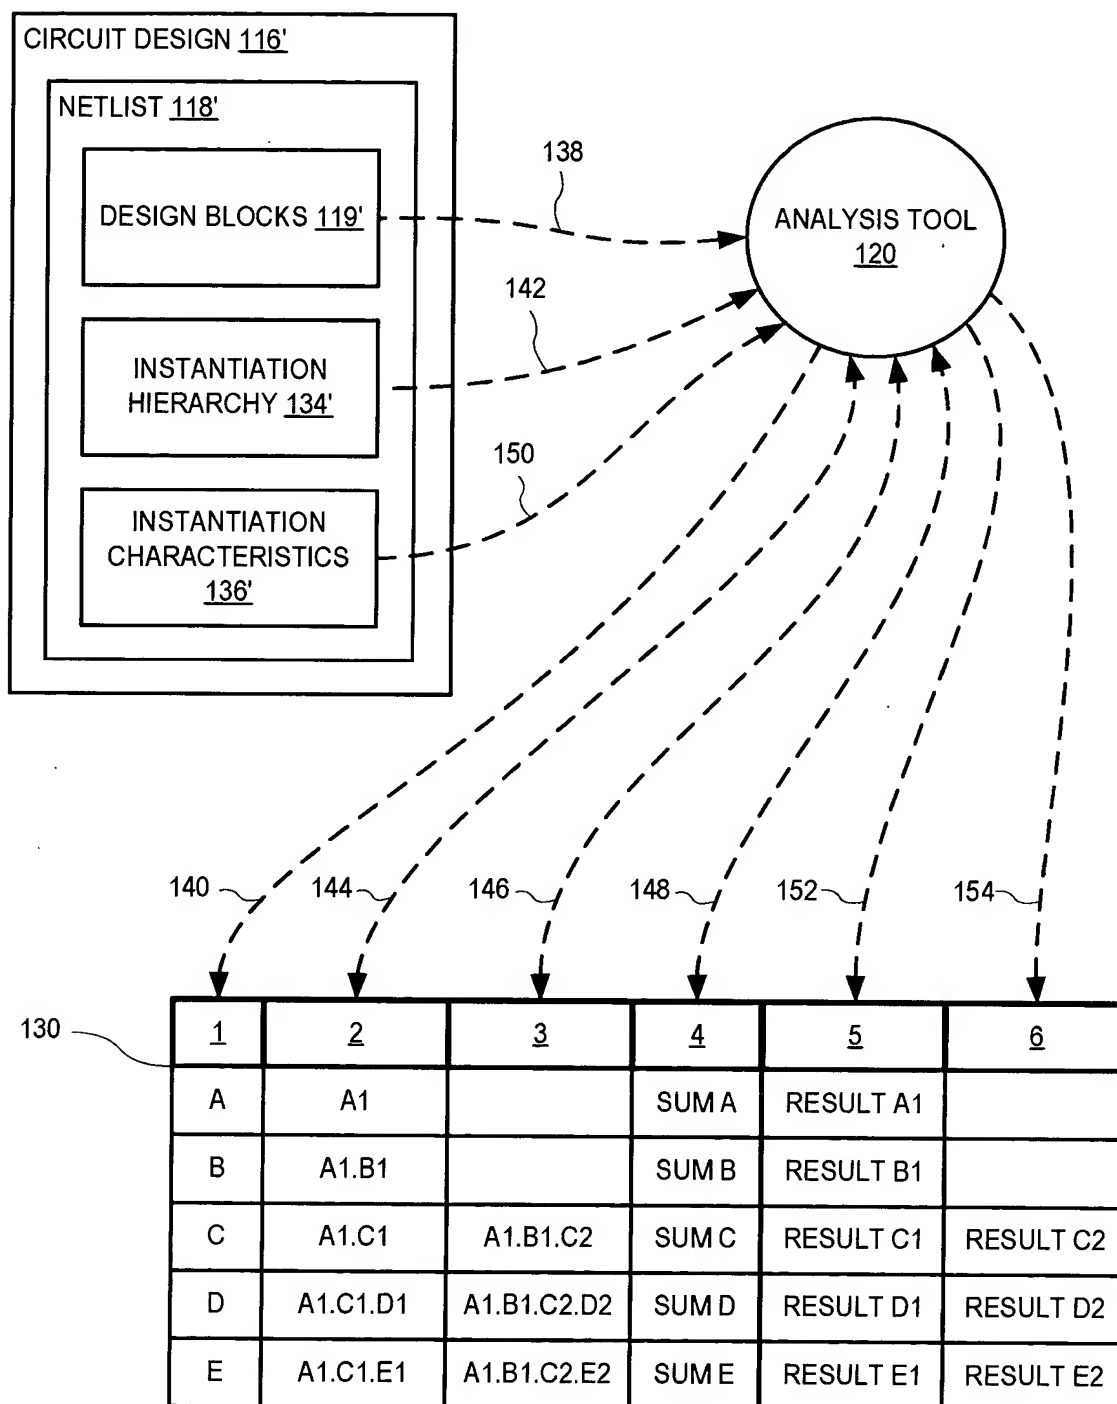 CIRCUIT DESIGN 116'
NETLIST 118'
DESIGN BLOCKS 119'
INSTANTIATION
HIERARCHY 134'
INSTANTIATION
CHARACTERISTICS
136'
138
142
150
ANALYSIS TOOL
120
140
144
146
148
152
154
130
1 2 3 4 5 6
A A1 SUM A RESULT A1
B A1.B1 SUM B RESULT B1
C A1.C1 A1.B1.C2 SUM C RESULT C1 RESULT C2
D A1.C1.D1 A1.B1.C2.D2 SUM D RESULT D1 RESULT D2
E A1.C1.E1 A1.B1.C2.E2 SUM E RESULT E1 RESULT E2